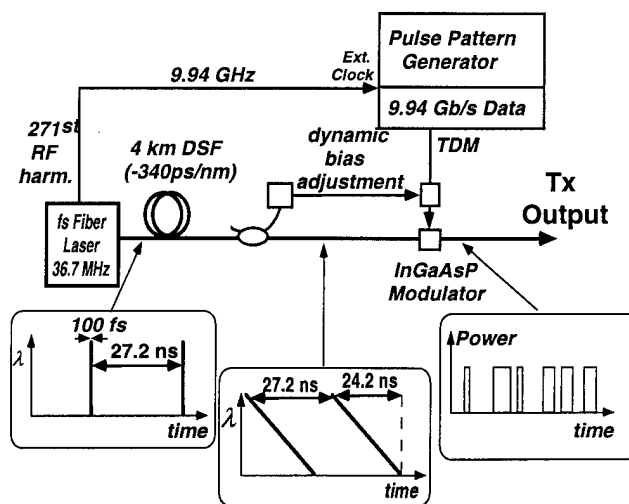 Pulse Pattern
Generator
Ext.
Clock
9.94 GHz
9.94 Gb/s Data
271st
RF
harm.
4 km DSF
(-340ps/nm)
dynamic
bias
adjustment
TDM
Tx
Output
fs Fiber
Laser
36.7 MHz
InGaAsP
Modulator
100 fs
27.2 ns
λ
time
27.2 ns 24.2 ns
λ
time
Power
time